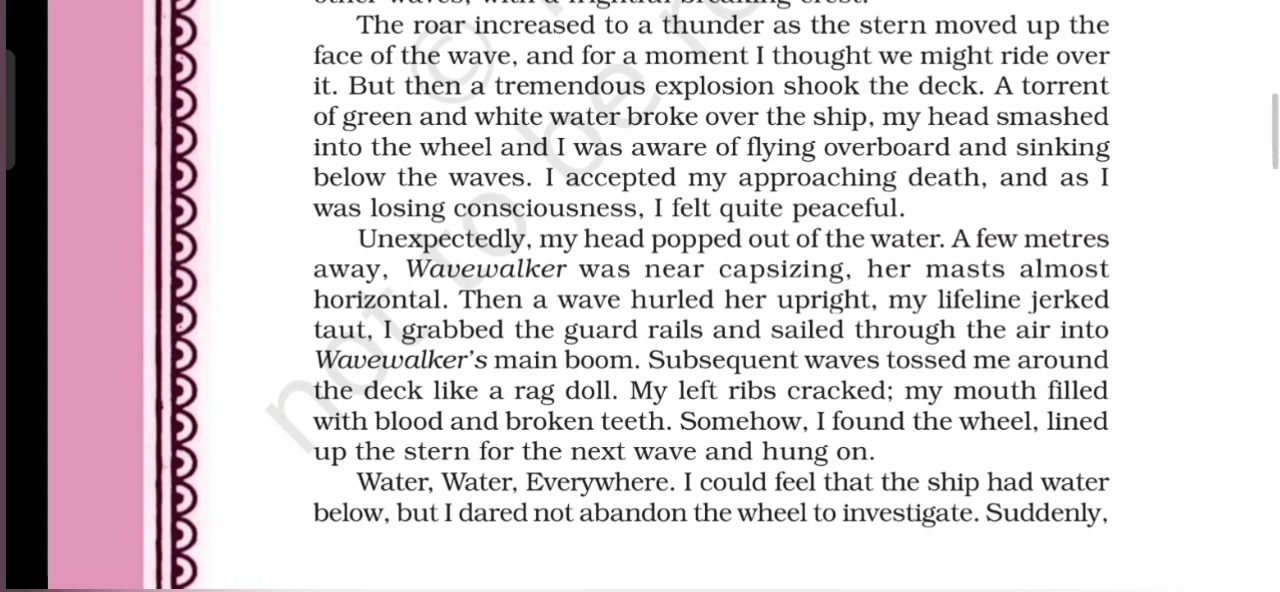 The roar increased to a thunder as the stern moved up the
face of the wave, and for a moment I thought we might ride over
it. But then a tremendous explosion shook the deck. A torrent
of green and white water broke over the ship, my head smashed
into the wheel and I was aware of flying overboard and sinking
below the waves. I accepted my approaching death, and as I
was losing consciousness, I felt quite peaceful.
Unexpectedly, my head popped out of the water. A few metres
away, Wavewalker was near capsizing, her masts almost
horizontal. Then a wave hurled her upright, my lifeline jerked
taut, I grabbed the guard rails and sailed through the air into
Wavewalker’s main boom. Subsequent waves tossed me around
the deck like a rag doll. My left ribs cracked; my mouth filled
with blood and broken teeth. Somehow, I found the wheel, lined
up the stern for the next wave and hung on.
Water, Water, Everywhere. I could feel that the ship had water
below, but I dared not abandon the wheel to investigate. Suddenly,
©
not to be re